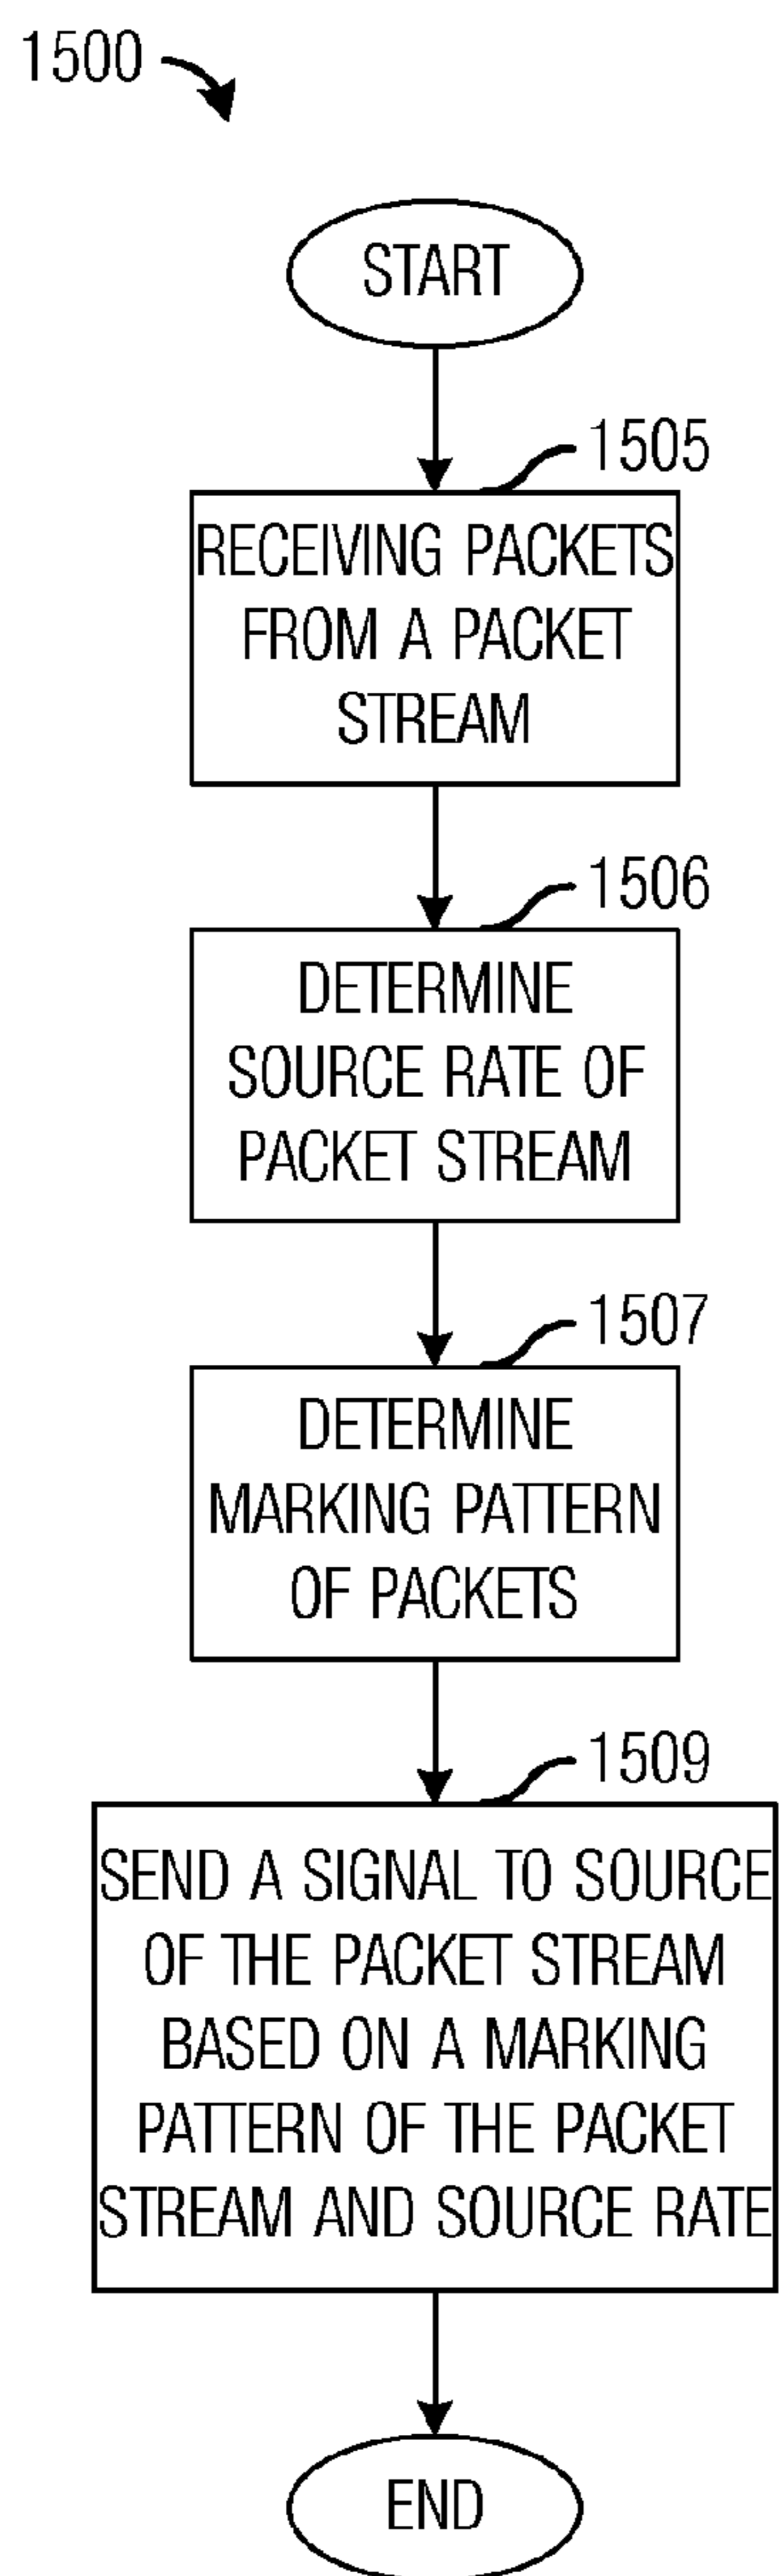 1500
START
1505
RECEIVING PACKETS
FROM A PACKET
STREAM
1506
DETERMINE
SOURCE RATE OF
PACKET STREAM
1507
DETERMINE
MARKING PATTERN
OF PACKETS
1509
SEND A SIGNAL TO SOURCE
OF THE PACKET STREAM
BASED ON A MARKING
PATTERN OF THE PACKET
STREAM AND SOURCE RATE
END